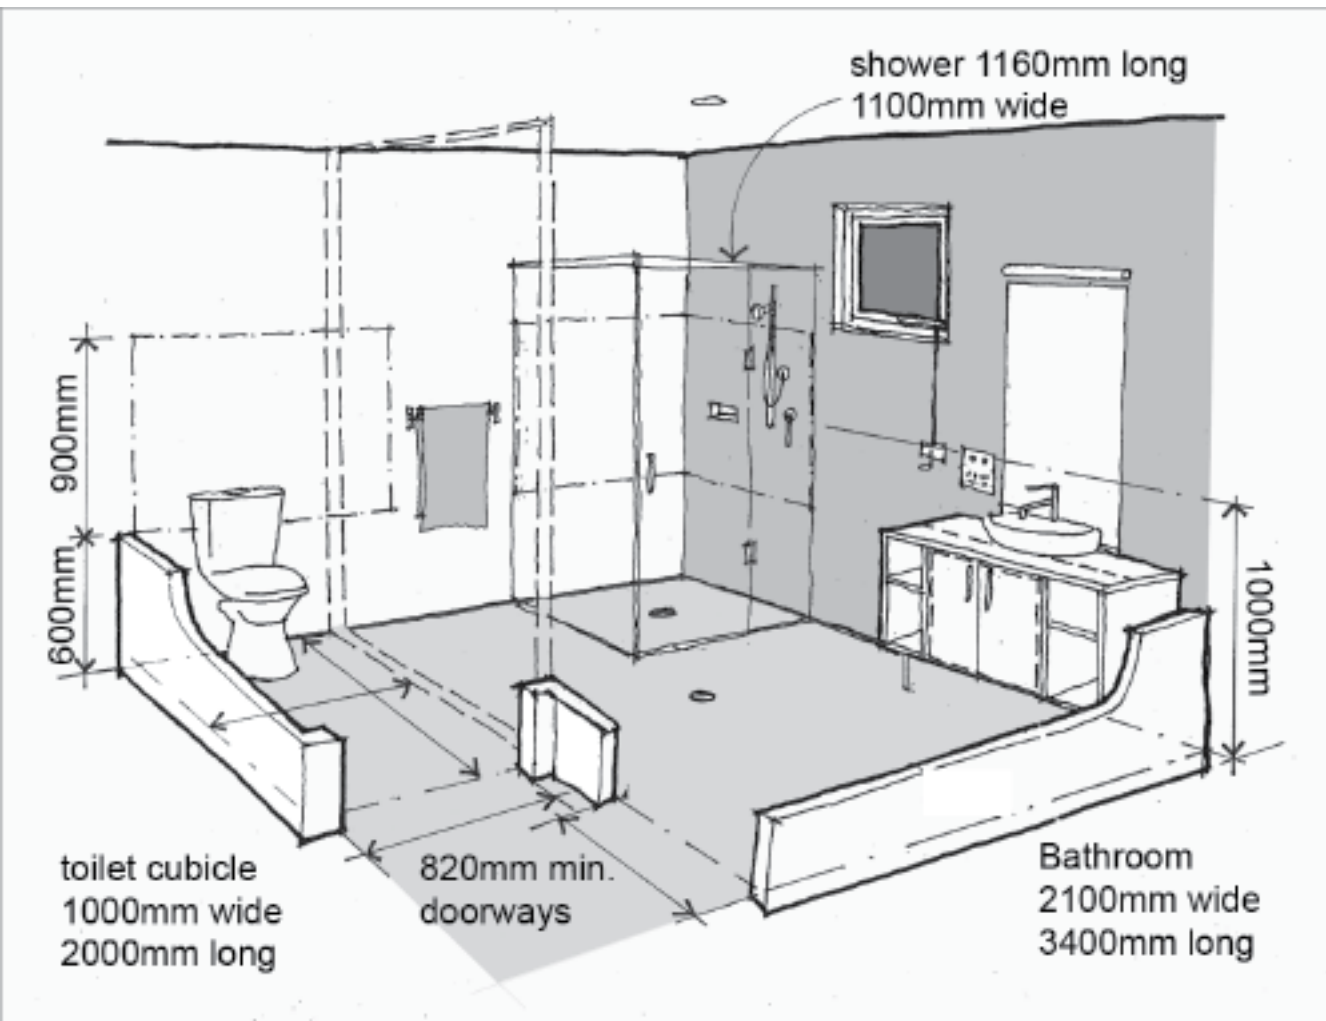 shower 1160mm long
1100mm wide
900mm
600mm
1000mm
toilet cubicle
1000mm wide
2000mm long
820mm min.
doorways
Bathroom
2100mm wide
3400mm long